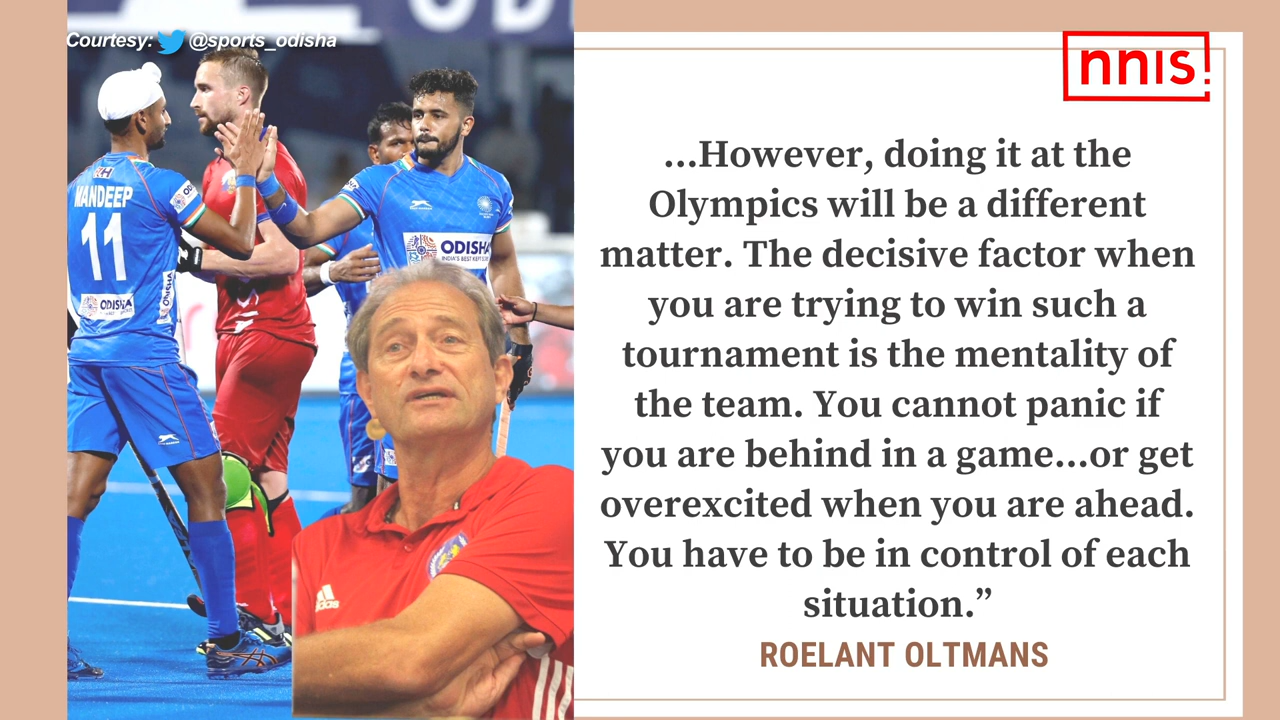 Courtesy: @sports_odisha
nnis!
MANDEEP
11
ODISHA
ODISHA
...However, doing it at the
Olympics will be a different
matter. The decisive factor when
you are trying to win such a
tournament is the mentality of
the team. You cannot panic if
you are behind in a game...or get
overexcited when you are ahead.
You have to be in control of each
situation.”
ROELANT OLTMANS